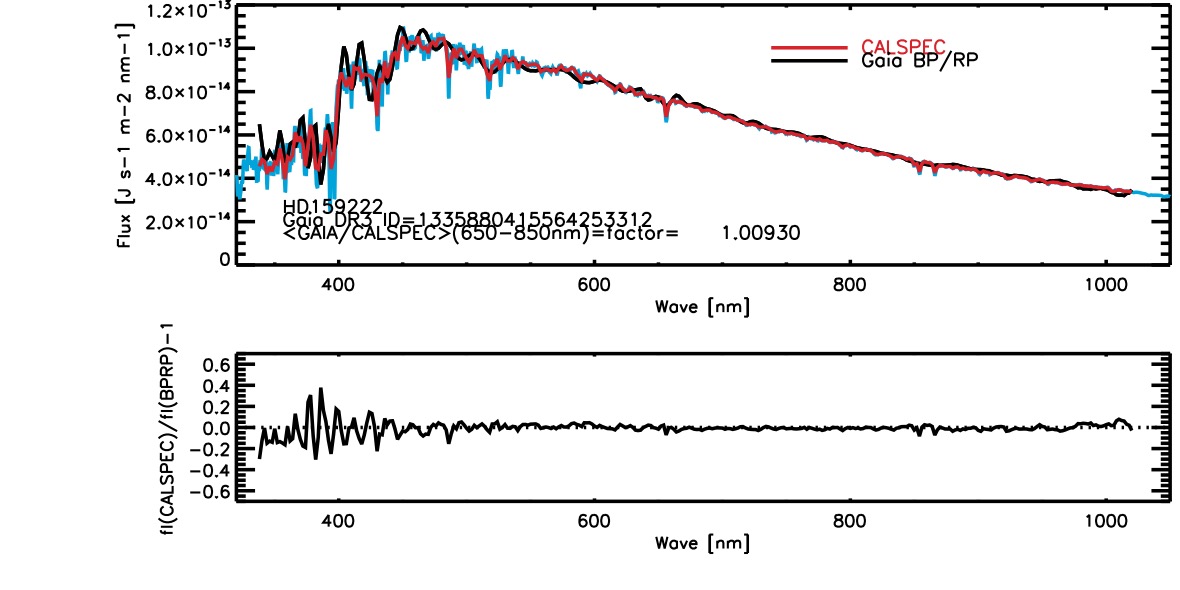 1.2×10−13
1.0×10−13
8.0×10−14
6.0×10−14
4.0×10−14
2.0×10−14
0
Flux [J s−1 m−2 nm−1]
CALSPEC
Gaia BP/RP
HD159222
Gaia DR3 ID=1335880415564253312
<GAIA/CALSPEC>(650−850nm)=factor= 1.00930
400 600 800 1000
Wave [nm]
0.6
0.4
0.2
0.0
−0.2
−0.4
−0.6
fl(CALSPEC)/fl(BPRP)−1
400 600 800 1000
Wave [nm]